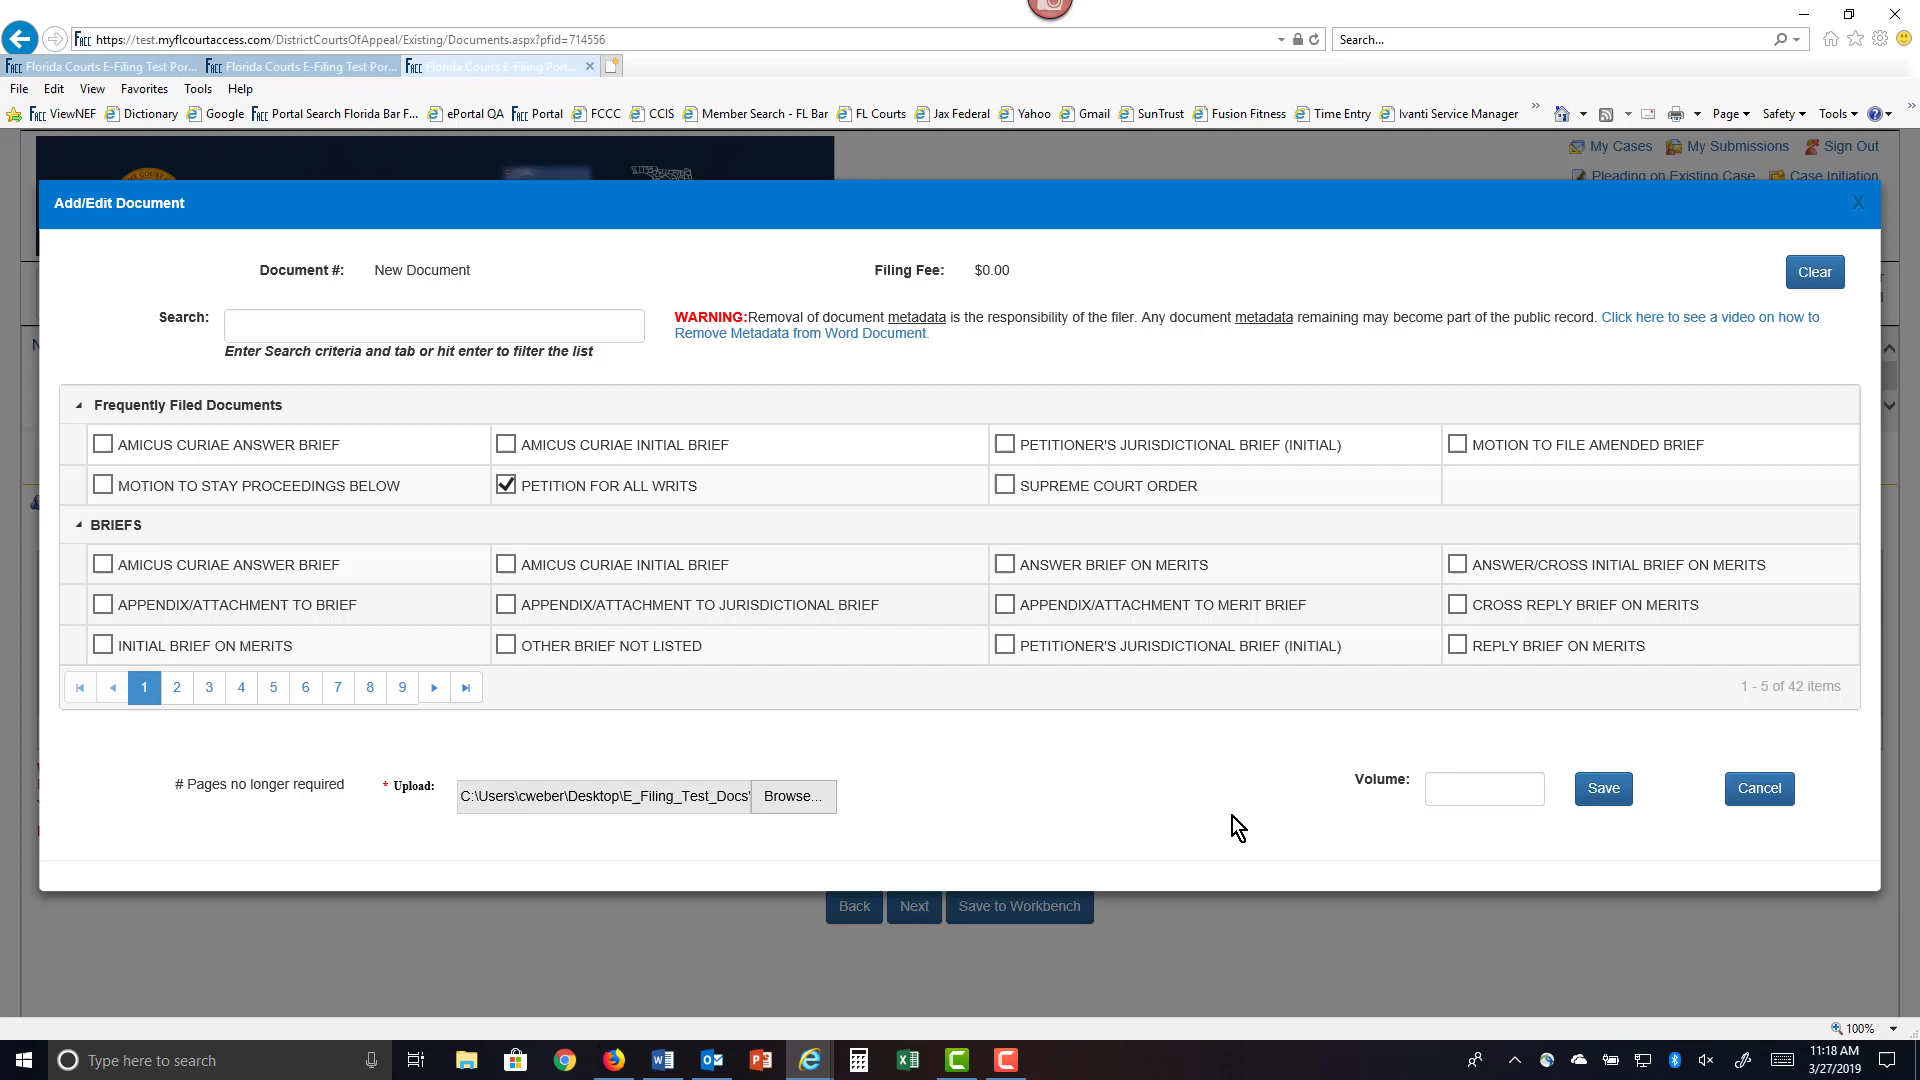 https://test.myflcourtaccess.com/DistrictCourtsOfAppeal/Existing/Documents.aspx?pfid=714556
Search...
Florida Courts E-Filing Test Por...
Florida Courts E-Filing Test Por...
Florida Courts E-Filing Port...
File Edit View Favorites Tools Help
ViewNEF Dictionary Google Portal Search Florida Bar F... ePortal QA Portal FCCC CCIS Member Search - FL Bar FL Courts Jax Federal Yahoo Gmail SunTrust Fusion Fitness Time Entry Ivanti Service Manager » Page Safety Tools »
My Cases My Submissions Sign Out
Pleading on Existing Case Case Initiation
Add/Edit Document X
Document #: New Document Filing Fee: $0.00 Clear
Search: WARNING:Removal of document metadata is the responsibility of the filer. Any document metadata remaining may become part of the public record. Click here to see a video on how to
Remove Metadata from Word Document.
Enter Search criteria and tab or hit enter to filter the list
Frequently Filed Documents
AMICUS CURIAE ANSWER BRIEF AMICUS CURIAE INITIAL BRIEF PETITIONER'S JURISDICTIONAL BRIEF (INITIAL) MOTION TO FILE AMENDED BRIEF
MOTION TO STAY PROCEEDINGS BELOW PETITION FOR ALL WRITS SUPREME COURT ORDER
BRIEFS
AMICUS CURIAE ANSWER BRIEF AMICUS CURIAE INITIAL BRIEF ANSWER BRIEF ON MERITS ANSWER/CROSS INITIAL BRIEF ON MERITS
APPENDIX/ATTACHMENT TO BRIEF APPENDIX/ATTACHMENT TO JURISDICTIONAL BRIEF APPENDIX/ATTACHMENT TO MERIT BRIEF CROSS REPLY BRIEF ON MERITS
INITIAL BRIEF ON MERITS OTHER BRIEF NOT LISTED PETITIONER'S JURISDICTIONAL BRIEF (INITIAL) REPLY BRIEF ON MERITS
1 2 3 4 5 6 7 8 9 1 - 5 of 42 items
# Pages no longer required * Upload: C:\Users\cweber\Desktop\E_Filing_Test_Docs' Browse... Volume: Save Cancel
Back Next Save to Workbench
100%
Type here to search
11:18 AM
3/27/2019